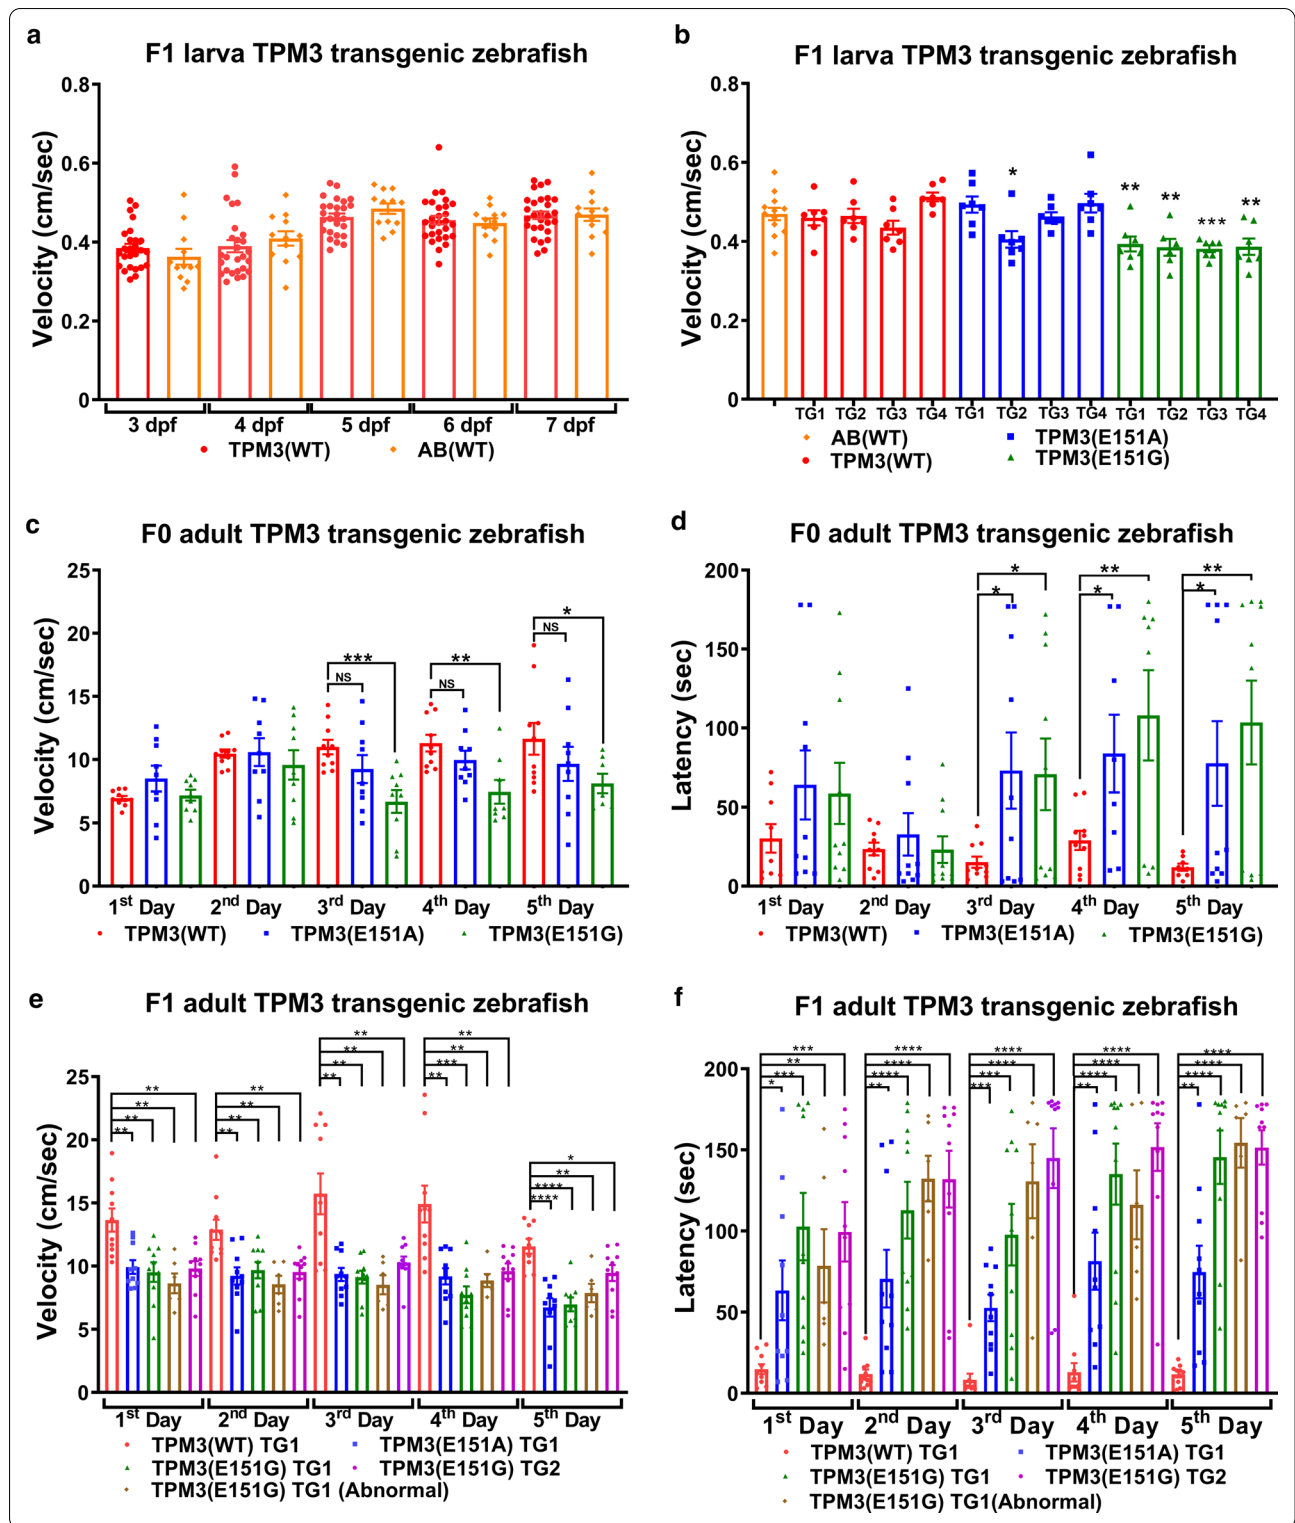 a
F1 larva TPM3 transgenic zebrafish
Velocity (cm/sec)
0.8
0.6
0.4
0.2
0
3 dpf 4 dpf 5 dpf 6 dpf 7 dpf
TPM3(WT) AB(WT)
b
F1 larva TPM3 transgenic zebrafish
Velocity (cm/sec)
0.8
0.6
0.4
0.2
0
* ** ** *** **
TG1 TG2 TG3 TG4 TG1 TG2 TG3 TG4 TG1 TG2 TG3 TG4
AB(WT) TPM3(E151A)
TPM3(WT) TPM3(E151G)
c
F0 adult TPM3 transgenic zebrafish
Velocity (cm/sec)
25
20
15
10
5
0
*** NS
** NS
* NS
1st Day 2nd Day 3rd Day 4th Day 5th Day
TPM3(WT) TPM3(E151A) TPM3(E151G)
d
F0 adult TPM3 transgenic zebrafish
Latency (sec)
200
150
100
50
0
* *
** *
** *
1st Day 2nd Day 3rd Day 4th Day 5th Day
TPM3(WT) TPM3(E151A) TPM3(E151G)
e
F1 adult TPM3 transgenic zebrafish
Velocity (cm/sec)
25
20
15
10
5
0
** ** ** **
** ** ** **
** ** ** **
** ** *** **
* ** **** ****
1st Day 2nd Day 3rd Day 4th Day 5th Day
TPM3(WT) TG1 TPM3(E151A) TG1
TPM3(E151G) TG1 TPM3(E151G) TG2
TPM3(E151G) TG1 (Abnormal)
f
F1 adult TPM3 transgenic zebrafish
Latency (sec)
200
150
100
50
0
*** ** *** *
**** **** **** **
**** **** *** ***
**** **** **** **
**** **** **** **
1st Day 2nd Day 3rd Day 4th Day 5th Day
TPM3(WT) TG1 TPM3(E151A) TG1
TPM3(E151G) TG1 TPM3(E151G) TG2
TPM3(E151G) TG1(Abnormal)